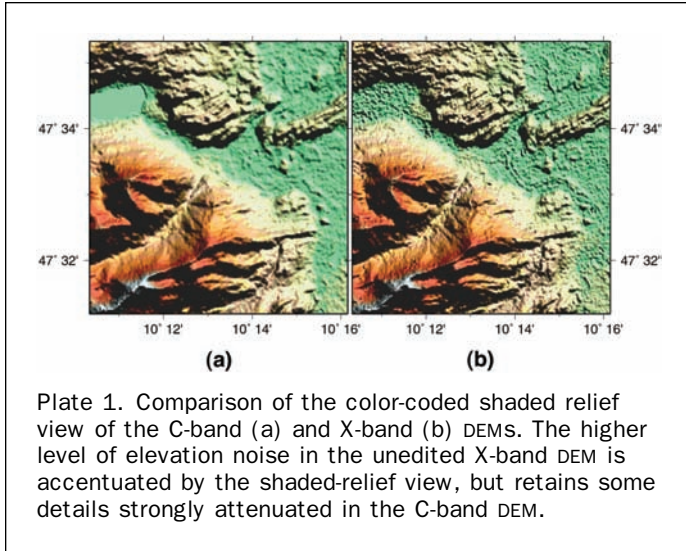 47° 34'
47° 34'
47° 32'
47° 32'
10° 12' 10° 14' 10° 16' 10° 12' 10° 14' 10° 16'
(a) (b)
Plate 1. Comparison of the color-coded shaded relief
view of the C-band (a) and X-band (b) DEMs. The higher
level of elevation noise in the unedited X-band DEM is
accentuated by the shaded-relief view, but retains some
details strongly attenuated in the C-band DEM.